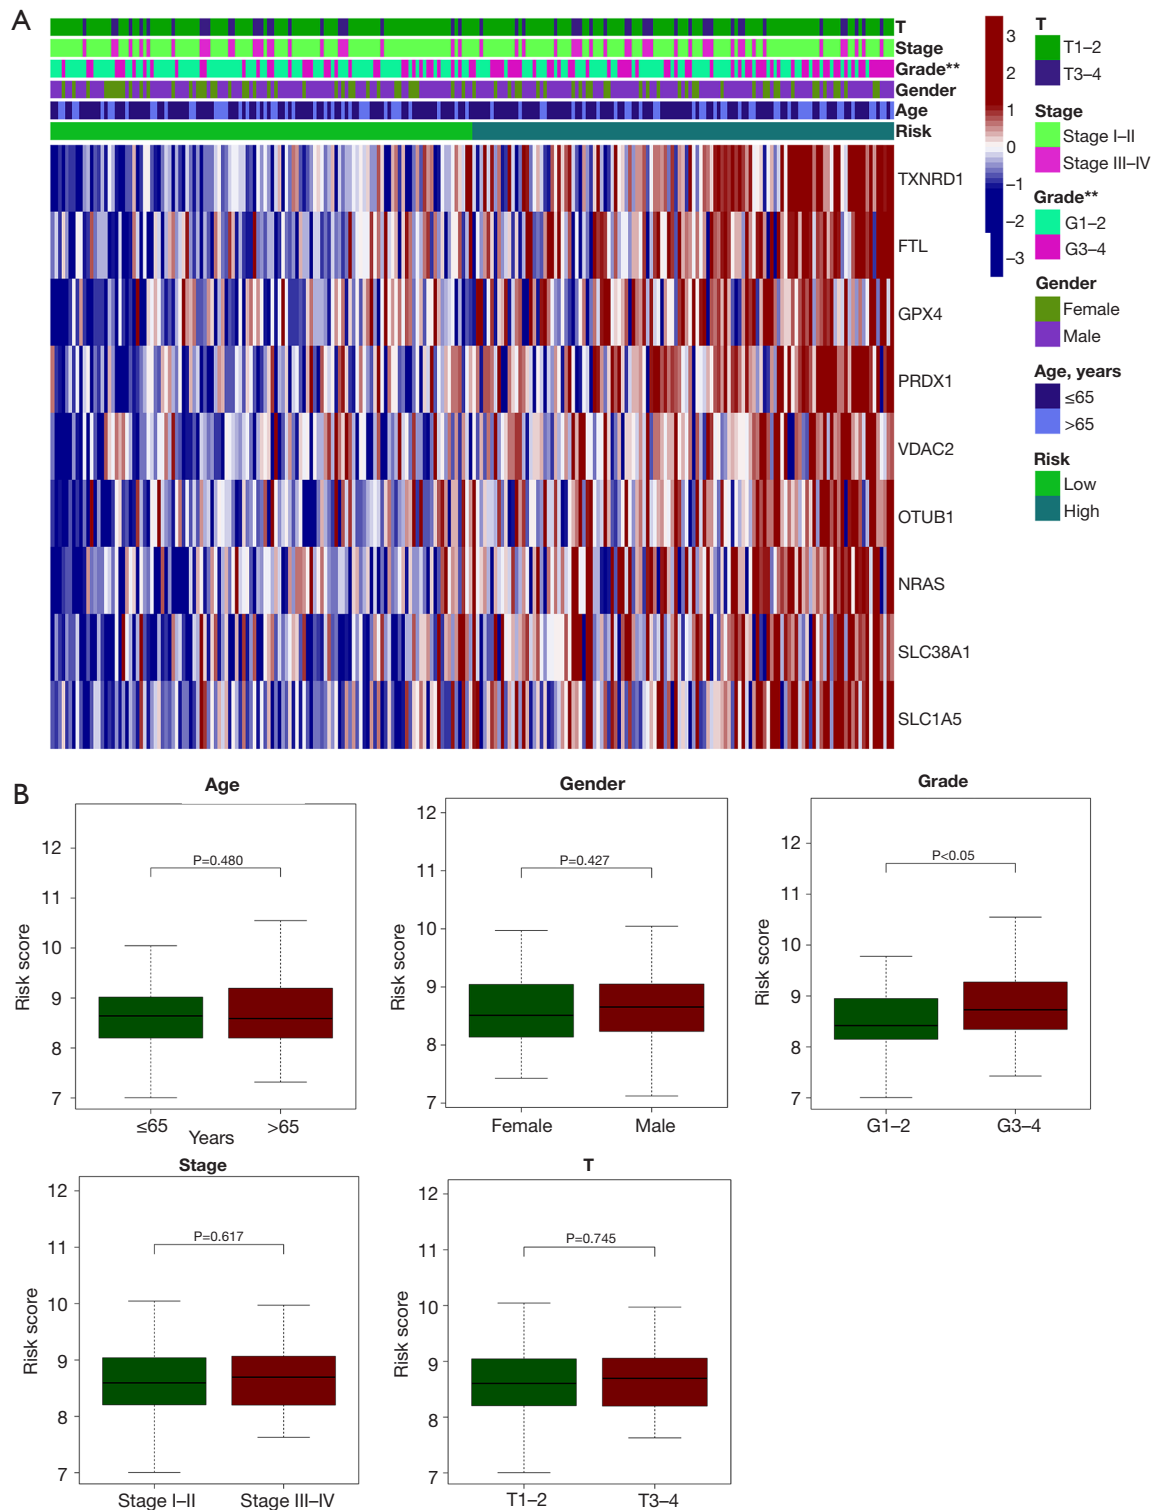 A
T
Stage
Grade**
Gender
Age
Risk
TXNRD1
FTL
GPX4
PRDX1
VDAC2
OTUB1
NRAS
SLC38A1
SLC1A5
3
2
1
0
−1
−2
−3
T
T1–2
T3–4
Stage
Stage I–II
Stage III–IV
Grade**
G1–2
G3–4
Gender
Female
Male
Age, years
≤65
>65
Risk
Low
High
B
Age
12
11
10
9
8
7
Risk score
P=0.480
≤65
>65
Years
Gender
12
11
10
9
8
7
Risk score
P=0.427
Female
Male
Grade
12
11
10
9
8
7
Risk score
P<0.05
G1–2
G3–4
Stage
12
11
10
9
8
7
Risk score
P=0.617
Stage I–II
Stage III–IV
T
12
11
10
9
8
7
Risk score
P=0.745
T1–2
T3–4